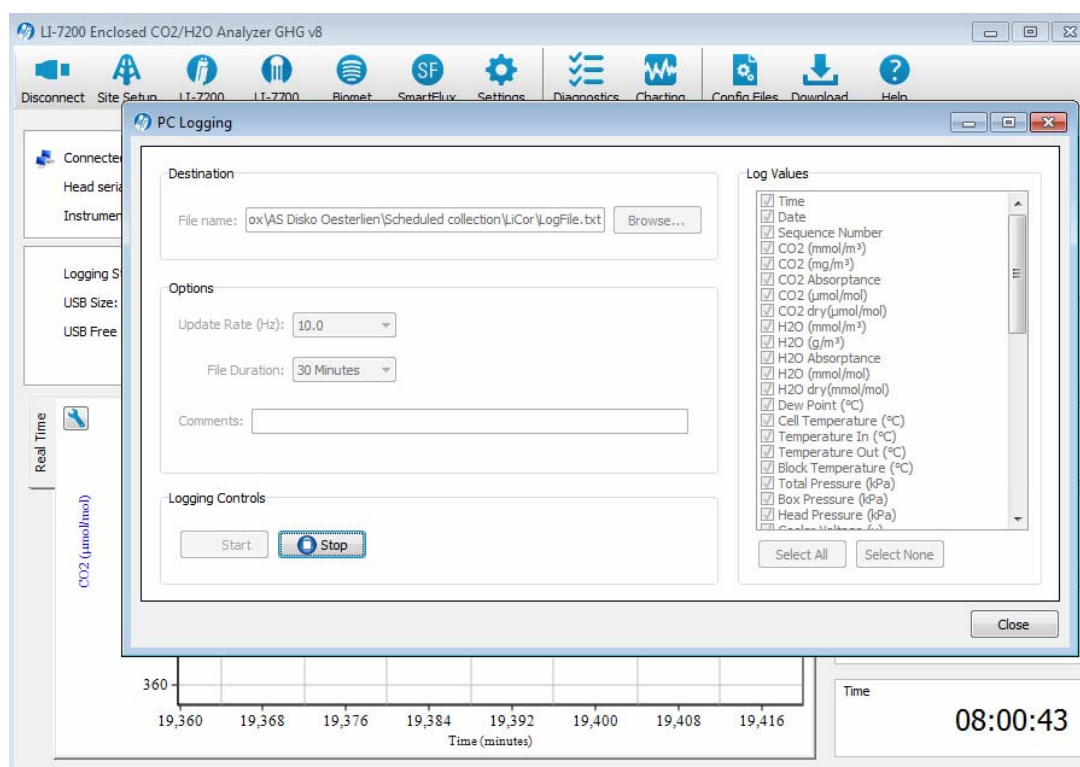 LI-7200 Enclosed CO2/H2O Analyzer GHG v8
Disconnect Site Setup LI-7200 LI-7700 Biomet SmartFlux Settings Diagnostics Charting Config Files Download Help
SF
PC Logging
Connecte
Head seria
Instrumen
Logging S
USB Size:
USB Free
Real Time
Destination
File name: ox\AS Disko Oesterlien\Scheduled collection\LiCor\LogFile.txt Browse...
Options
Update Rate (Hz): 10.0
File Duration: 30 Minutes
Comments:
Logging Controls
Start Stop
Log Values
Time
Date
Sequence Number
CO2 (mmol/m³)
CO2 (mg/m³)
CO2 Absorptance
CO2 (µmol/mol)
CO2 dry(µmol/mol)
H2O (mmol/m³)
H2O (g/m³)
H2O Absorptance
H2O (mmol/mol)
H2O dry(mmol/mol)
Dew Point (°C)
Cell Temperature (°C)
Temperature In (°C)
Temperature Out (°C)
Block Temperature (°C)
Total Pressure (kPa)
Box Pressure (kPa)
Head Pressure (kPa)
Cooler Voltage (v)
Select All Select None
Close
CO2 (µmol/mol)
360
19,360 19,368 19,376 19,384 19,392 19,400 19,408 19,416
Time (minutes)
Time
08:00:43